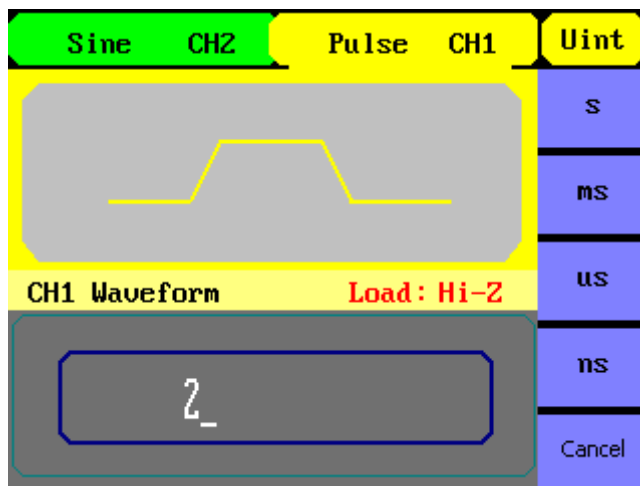 Sine CH2 Pulse CH1 Uint
s
ms
us
CH1 Waveform Load: Hi-Z
ns
2_
Cancel